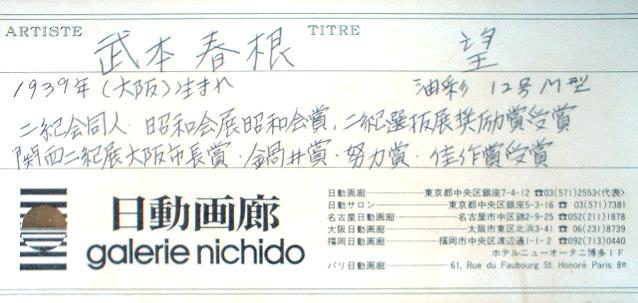 ARTISTE 武本春根 TITRE 望
1939年(大阪)生まれ 油彩 12号M型
二紀会同人・昭和会展昭和会賞・二紀選抜展奨励賞受賞
関西二紀展大阪市長賞・鍋井賞・努力賞・佳作賞受賞
日動画廊
galerie nichido
日動画廊――東京都中央区銀座7-4-12 ☎03(571)2553<代表>
日動サロン――東京都中央区銀座5-3-16 ☎03(571)7381
名古屋日動画廊――名古屋市中区錦2-9-25 ☎052(211)1878
大阪日動画廊――大阪市東区北浜3-41 ☎06(231)8739
福岡日動画廊――福岡市中央区渡辺通1-1-2 ☎092(713)0440
ホテルニューオータニ博多1F
パリ日動画廊――61, Rue du Faubourg St. Honoré Paris 8e